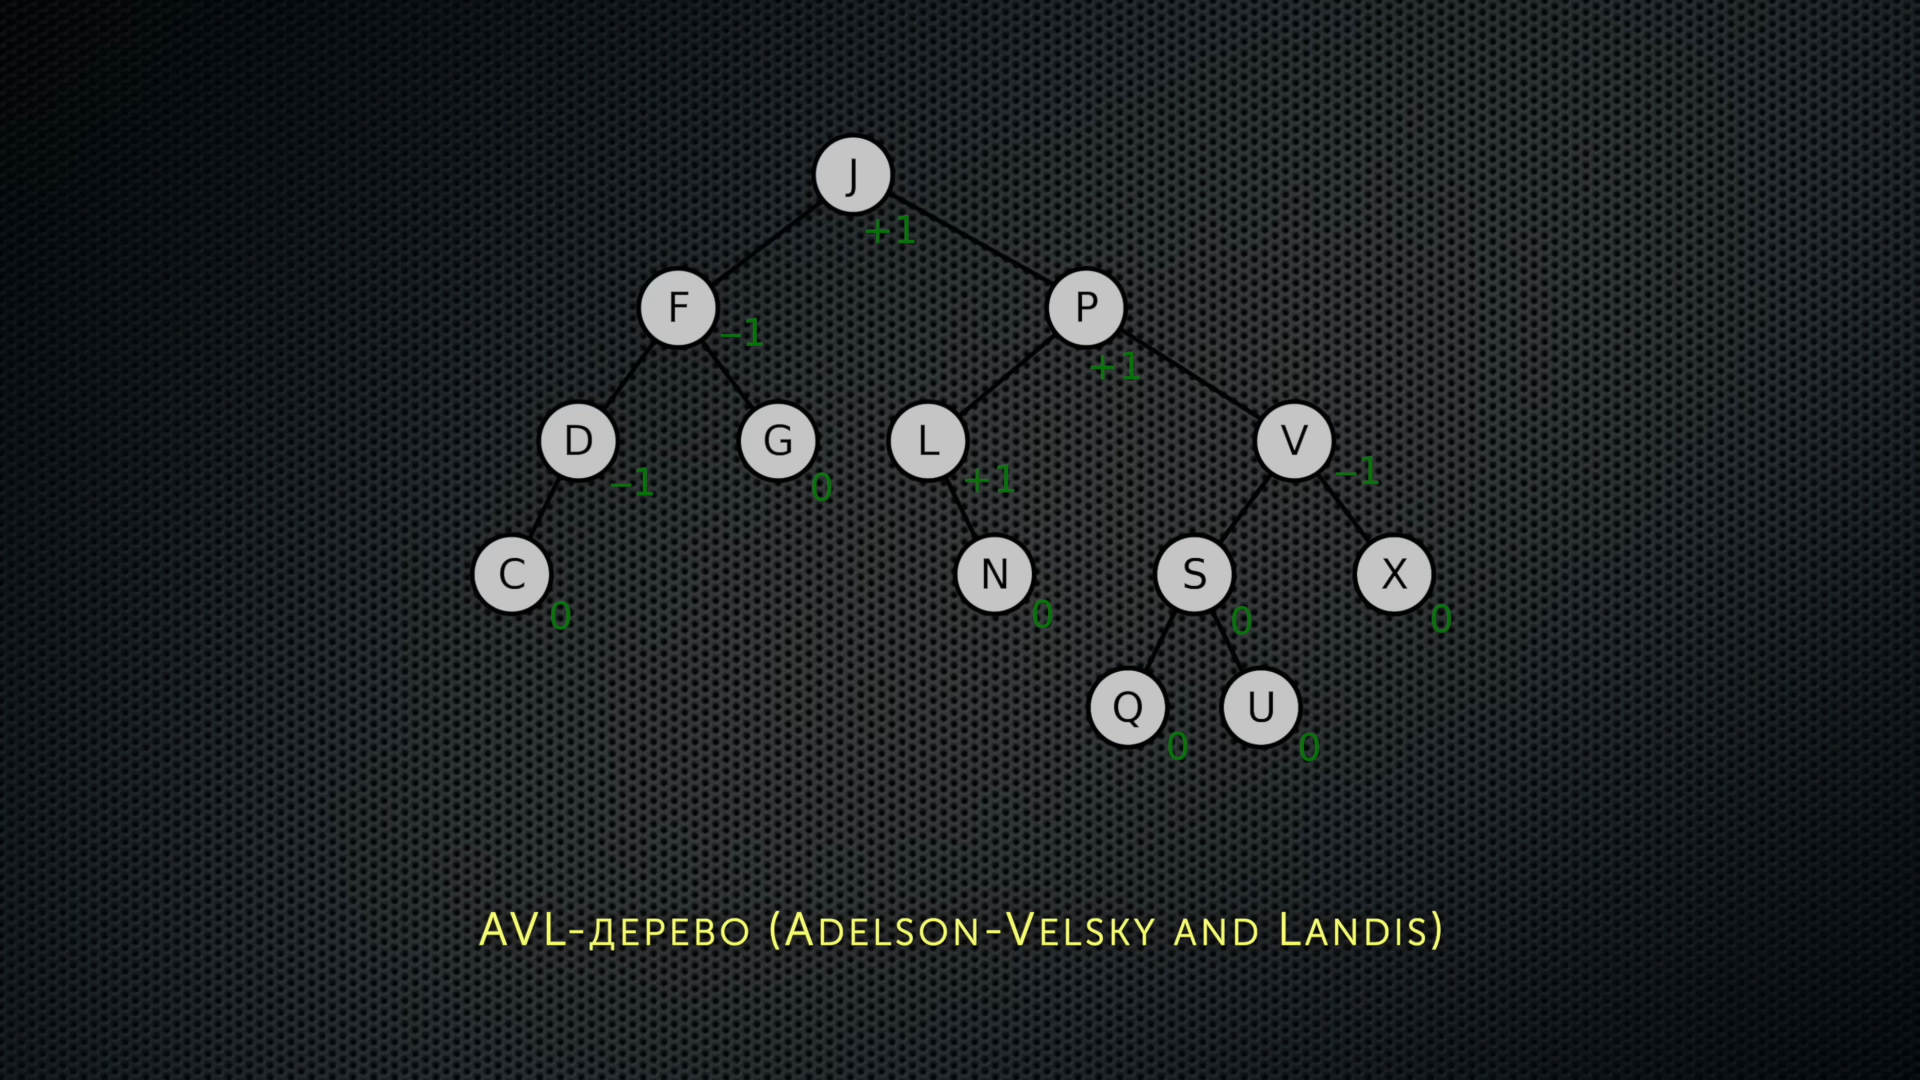 J
+1
F
−1
P
+1
D
−1
G
0
L
+1
V
−1
C
0
N
0
S
0
X
0
Q
0
U
0
AVL-дерево (Adelson-Velsky and Landis)